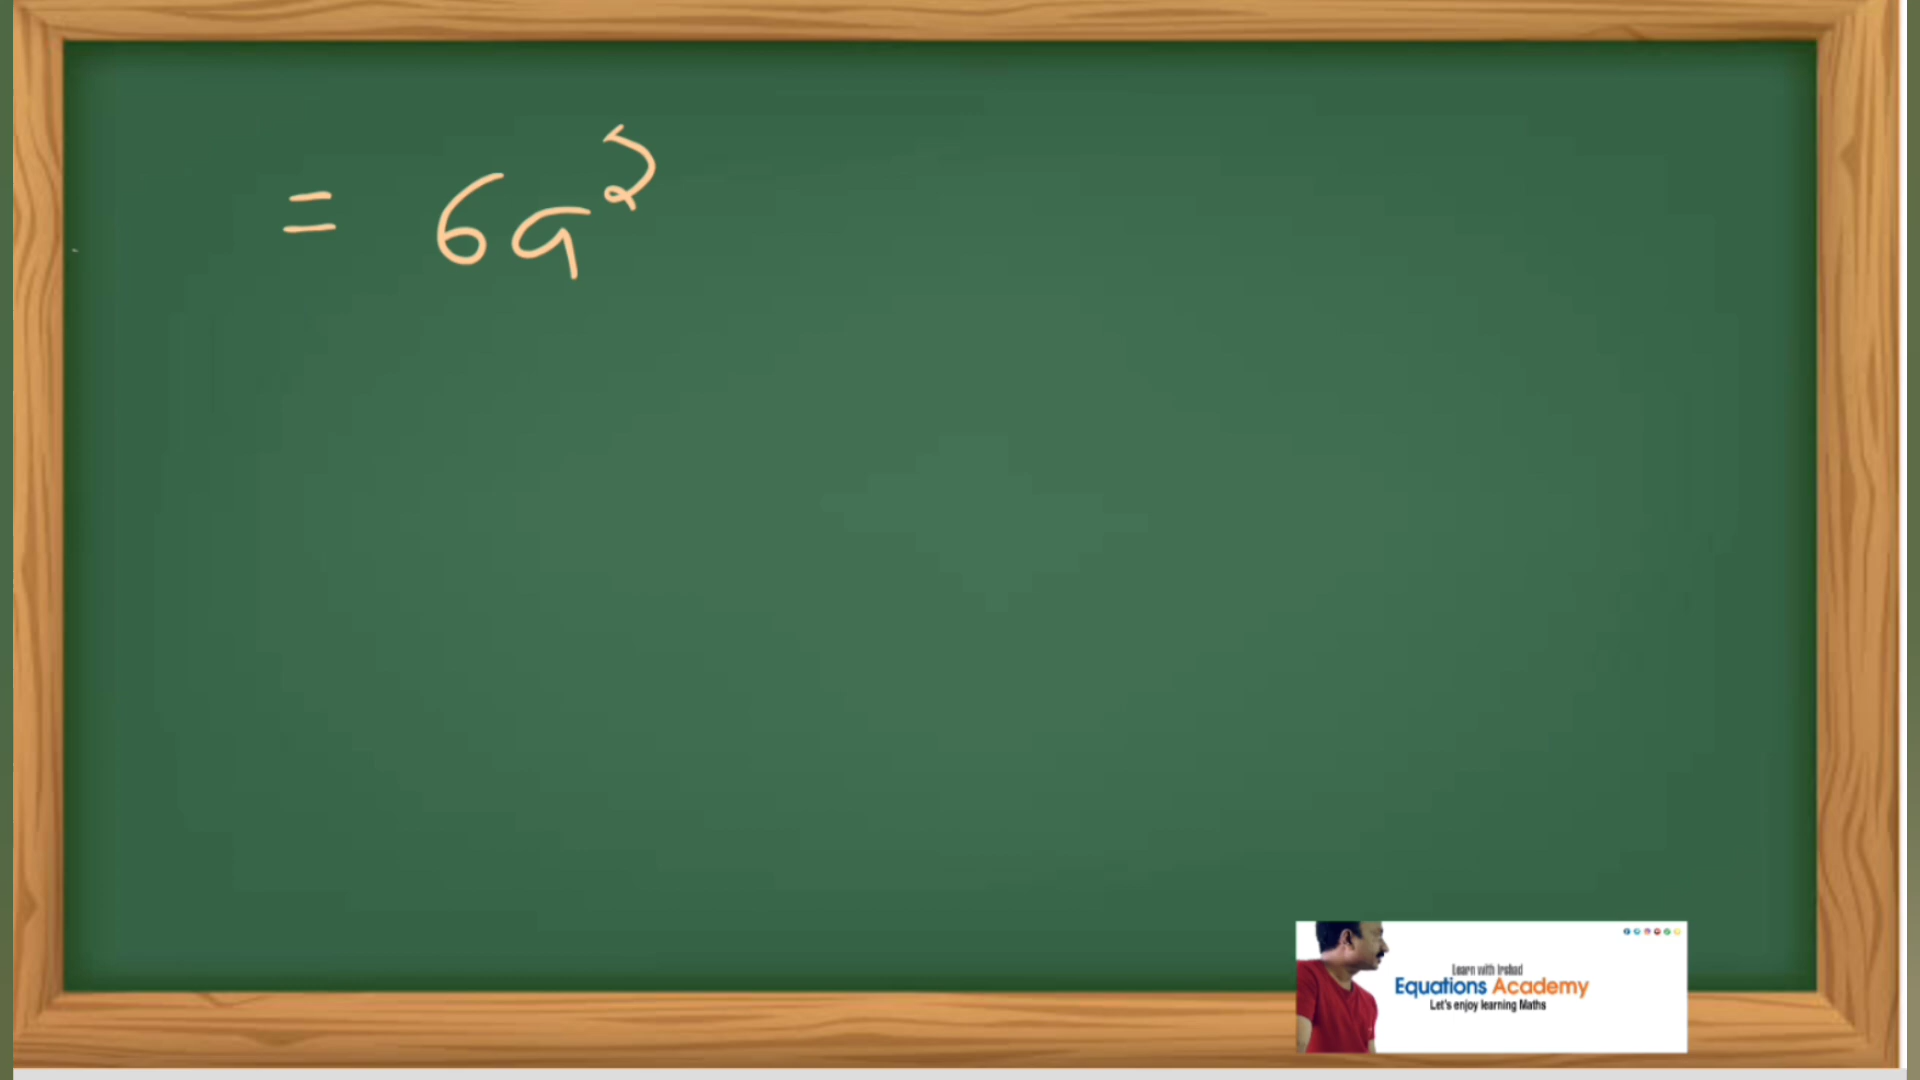 = 6a²
Learn with Irshad
Equations Academy
Let's enjoy learning Maths